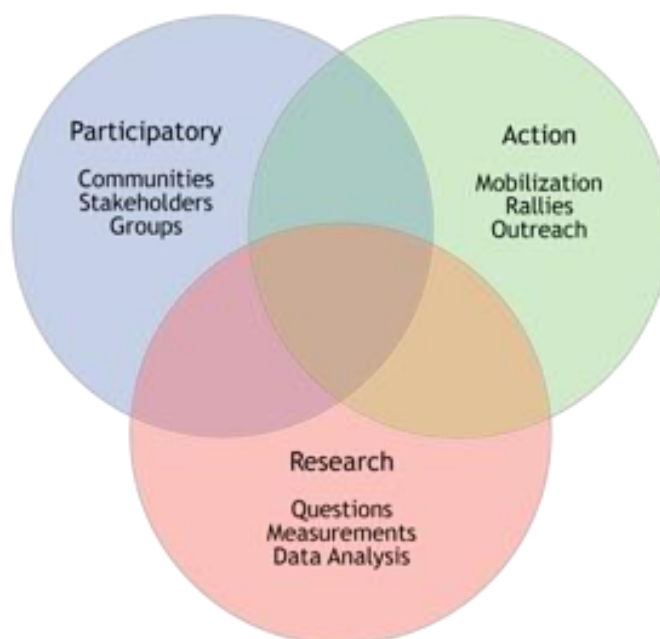 Participatory
Communities
Stakeholders
Groups
Action
Mobilization
Rallies
Outreach
Research
Questions
Measurements
Data Analysis